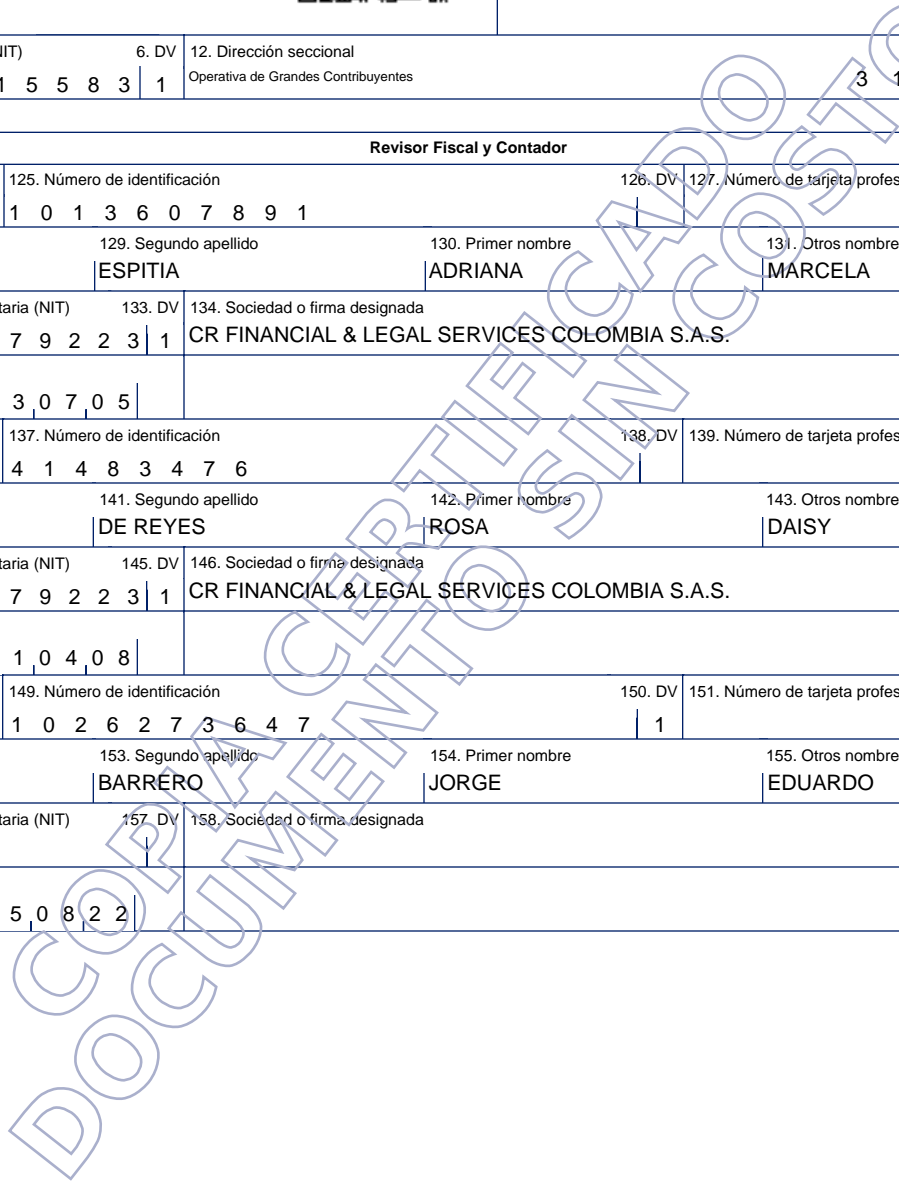 6. DV 12. Dirección seccional
5 5 8 3 1 Operativa de Grandes Contribuyentes 3 1
Revisor Fiscal y Contador
125. Número de identificación 126. DV 127. Número de tarjeta
1 0 1 3 6 0 7 8 9 1
129. Segundo apellido 130. Primer nombre 131. Otros nombre
ESPITIA ADRIANA MARCELA
(NIT) 133. DV 134. Sociedad o firma designada
7 9 2 2 3 1 CR FINANCIAL & LEGAL SERVICES COLOMBIA S.A.S.
3 0 7 0 5
137. Número de identificación 138. DV 139. Número de tarjeta
4 1 4 8 3 4 7 6
141. Segundo apellido 142. Primer nombre 143. Otros nombre
DE REYES ROSA DAISY
(NIT) 145. DV 146. Sociedad o firma designada
7 9 2 2 3 1 CR FINANCIAL & LEGAL SERVICES COLOMBIA S.A.S.
1 0 4 0 8
149. Número de identificación 150. DV 151. Número de tarjeta
1 0 2 6 2 7 3 6 4 7 1
153. Segundo apellido 154. Primer nombre 155. Otros nombre
BARRERO JORGE EDUARDO
(NIT) 157. DV 158. Sociedad o firma designada
5 0 8 2 2
COPIA CERTIFICADO
DOCUMENTO SIN COSTO